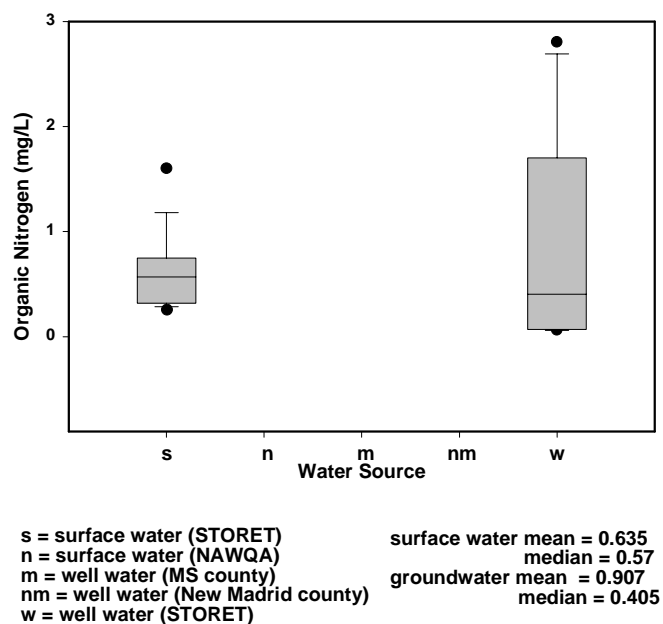 3
2
1
0
Organic Nitrogen (mg/L)
s n m nm w
Water Source
s = surface water (STORET)
n = surface water (NAWQA)
m = well water (MS county)
nm = well water (New Madrid county)
w = well water (STORET)
surface water mean = 0.635
median = 0.57
groundwater mean = 0.907
median = 0.405